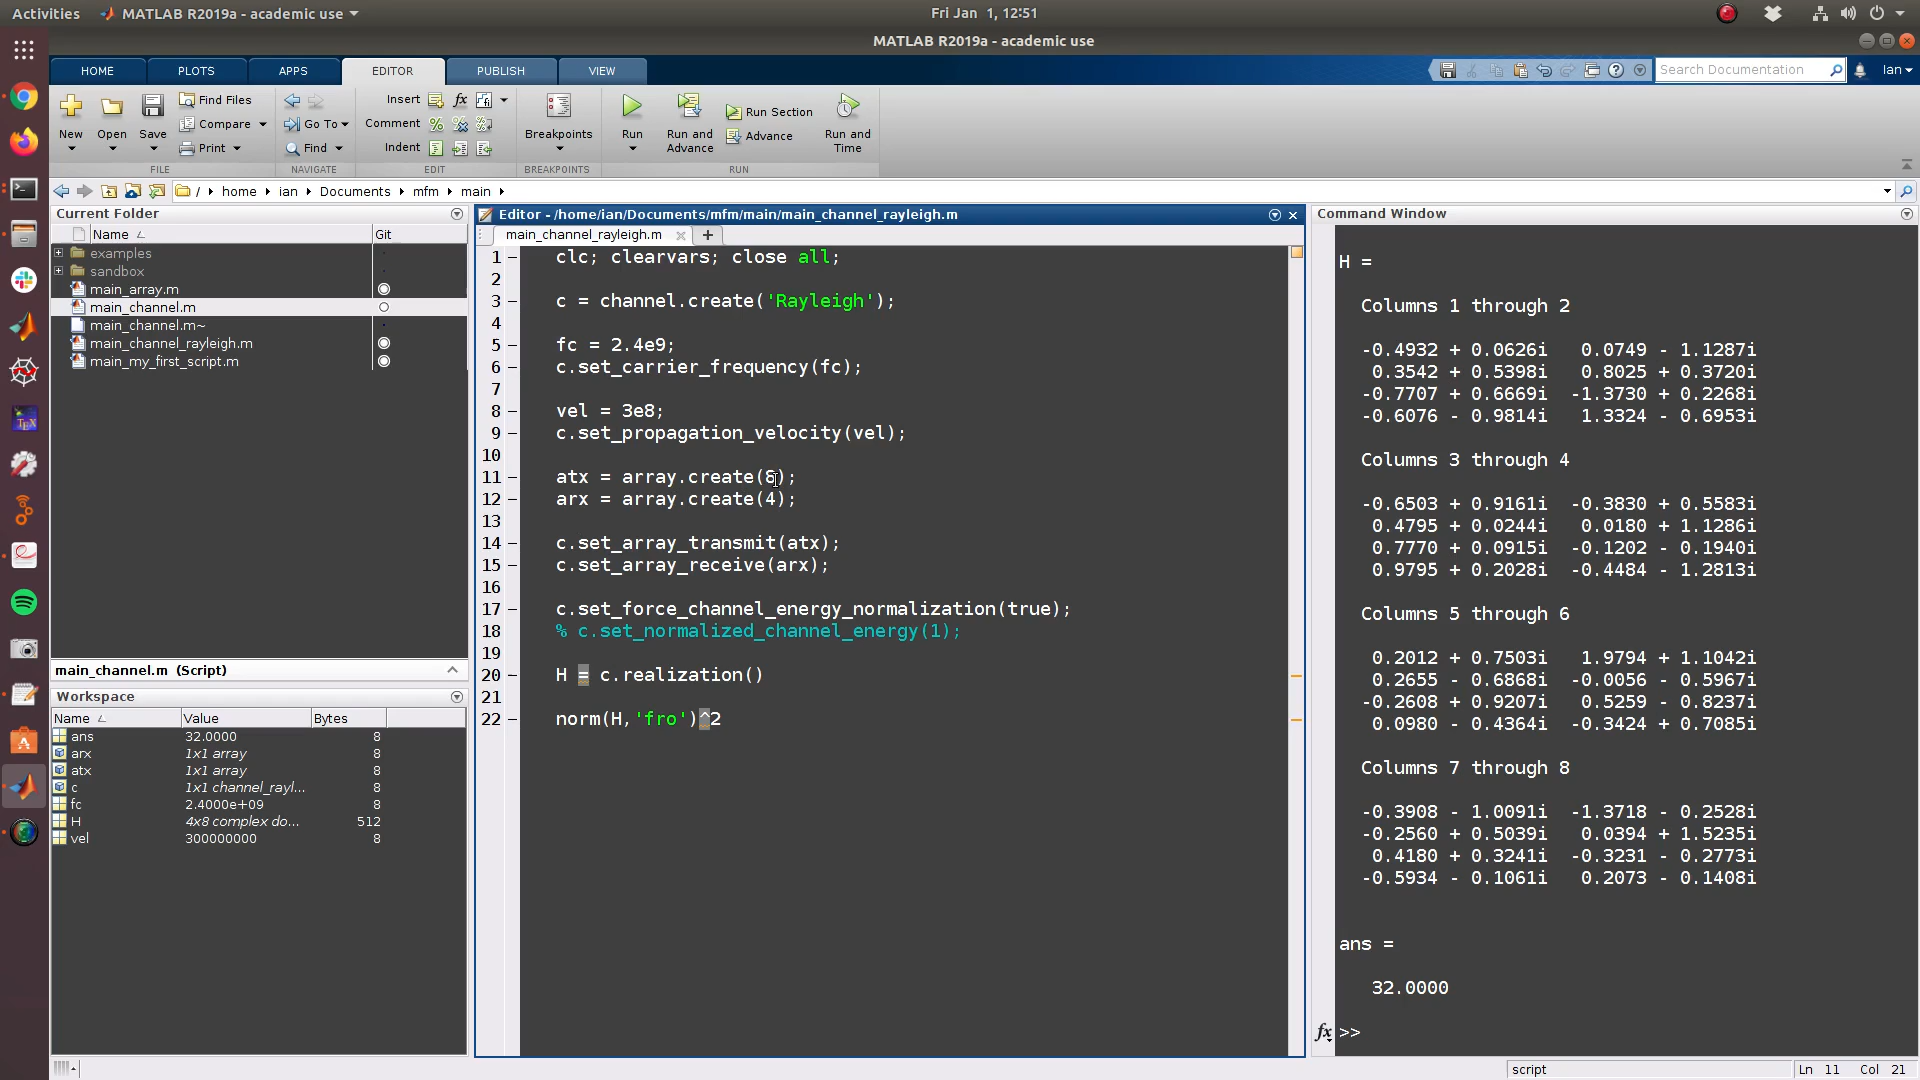 Activities
MATLAB R2019a - academic use
Fri Jan 1, 12:51
MATLAB R2019a - academic use
HOME
PLOTS
APPS
EDITOR
PUBLISH
VIEW
Search Documentation
Ian
New
Open
Save
Find Files
Compare
Print
FILE
Go To
Find
NAVIGATE
Insert
fx
Comment
Indent
EDIT
Breakpoints
BREAKPOINTS
Run
Run and Advance
Run Section
Advance
Run and Time
RUN
/ home ian Documents mfm main
Current Folder
Name
Git
examples
sandbox
main_array.m
main_channel.m
main_channel.m~
main_channel_rayleigh.m
main_my_first_script.m
main_channel.m (Script)
Workspace
Name Value Bytes
ans 32.0000 8
arx 1x1 array 8
atx 1x1 array 8
c 1x1 channel_rayl... 8
fc 2.4000e+09 8
H 4x8 complex do... 512
vel 300000000 8
Editor - /home/ian/Documents/mfm/main/main_channel_rayleigh.m
main_channel_rayleigh.m
1 – clc; clearvars; close all;
2
3 – c = channel.create('Rayleigh');
4
5 – fc = 2.4e9;
6 – c.set_carrier_frequency(fc);
7
8 – vel = 3e8;
9 – c.set_propagation_velocity(vel);
10
11 – atx = array.create(8);
12 – arx = array.create(4);
13
14 – c.set_array_transmit(atx);
15 – c.set_array_receive(arx);
16
17 – c.set_force_channel_energy_normalization(true);
18 % c.set_normalized_channel_energy(1);
19
20 – H = c.realization()
21
22 – norm(H,'fro')^2
Command Window
H =
Columns 1 through 2
-0.4932 + 0.0626i 0.0749 - 1.1287i
0.3542 + 0.5398i 0.8025 + 0.3720i
-0.7707 + 0.6669i -1.3730 + 0.2268i
-0.6076 - 0.9814i 1.3324 - 0.6953i
Columns 3 through 4
-0.6503 + 0.9161i -0.3830 + 0.5583i
0.4795 + 0.0244i 0.0180 + 1.1286i
0.7770 + 0.0915i -0.1202 - 0.1940i
0.9795 + 0.2028i -0.4484 - 1.2813i
Columns 5 through 6
0.2012 + 0.7503i 1.9794 + 1.1042i
0.2655 - 0.6868i -0.0056 - 0.5967i
-0.2608 + 0.9207i 0.5259 - 0.8237i
0.0980 - 0.4364i -0.3424 + 0.7085i
Columns 7 through 8
-0.3908 - 1.0091i -1.3718 - 0.2528i
-0.2560 + 0.5039i 0.0394 + 1.5235i
0.4180 + 0.3241i -0.3231 - 0.2773i
-0.5934 - 0.1061i 0.2073 - 0.1408i
ans =
32.0000
fx >>
script
Ln 11 Col 21